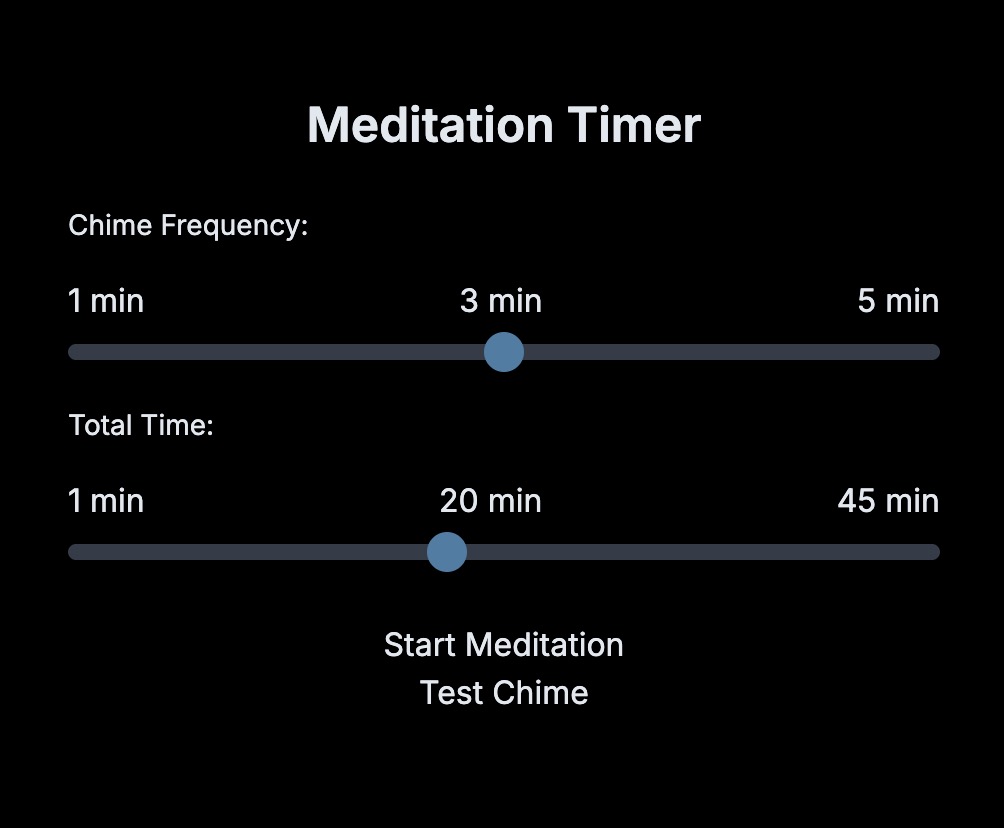 Meditation Timer
Chime Frequency:
1 min 3 min 5 min
Total Time:
1 min 20 min 45 min
Start Meditation
Test Chime